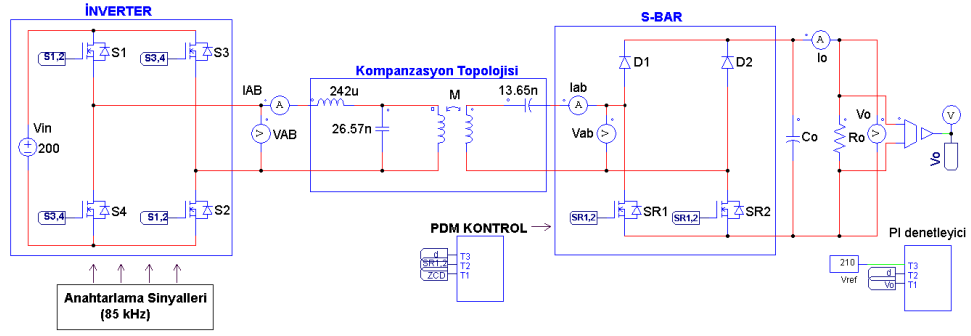 İNVERTER
S-BAR
S1,2
S1
S3,4
S3
Vin
200
S3,4
S4
S1,2
S2
IAB
A
V
VAB
Kompanzasyon Topolojisi
242u
26.57n
M
13.65n
Iab
A
Vab
V
D1
D2
SR1,2
SR1
SR1,2
SR2
Co
A
Io
Ro
Vo
V
V
Vo
Anahtarlama Sinyalleri
(85 kHz)
PDM KONTROL
d
T3
SR1,2
T2
ZCD
T1
PI denetleyici
210
Vref
T3
d
T2
Vo
T1